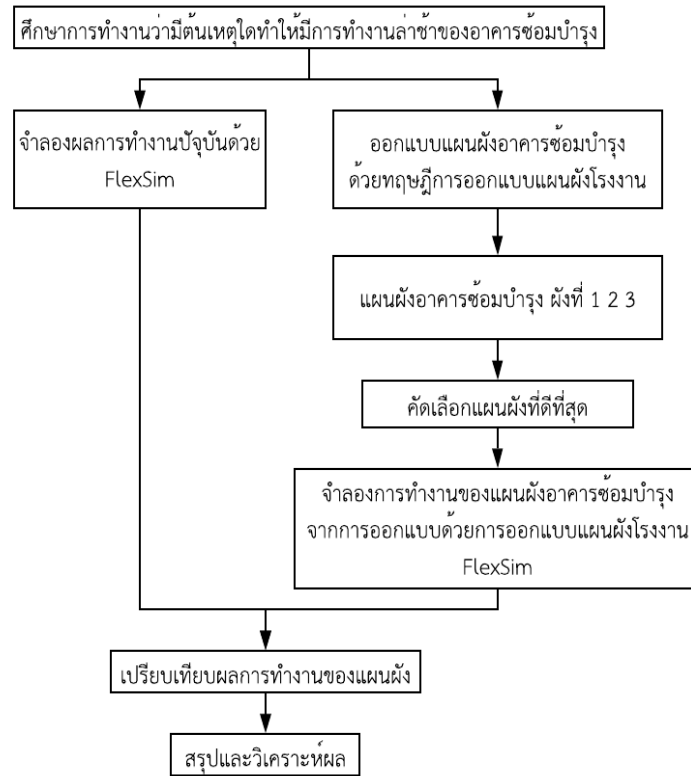 ศึกษาการทำงานว่ามีต้นเหตุใดทำให้มีการทำงานล่าช้าของอาคารซ้อมบำรุง
จำลองผลการทำงานปัจุบันด้วย
FlexSim
ออกแบบแผนผังอาคารซ้อมบำรุง
ด้วยทฤษฎีการออกแบบแผนผังโรงงาน
แผนผังอาคารซ้อมบำรุง ผังที่ 1 2 3
คัดเลือกแผนผังที่ดีที่สุด
จำลองการทำงานของแผนผังอาคารซ้อมบำรุง
จากการออกแบบด้วยการออกแบบแผนผังโรงงาน
FlexSim
เปรียบเทียบผลการทำงานของแผนผัง
สรุปและวิเคราะห์ผล